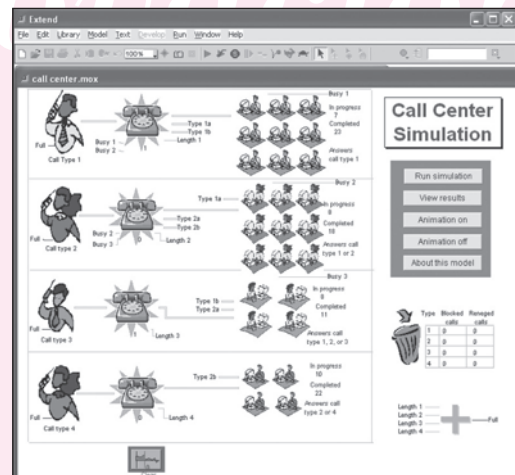 Extend
File Edit Library Model Text Develop Run Window Help
100%
call center.mox
Busy 1
Type 1a
Type 1b
Length 1
Full
Busy 1
Busy 2
1
Call Type 1
In progress
7
Completed
23
Answers
call type 1
Call Center
Simulation
Run simulation
View results
Animation on
Animation off
About this model
Busy 2
Type 1a
Type 2a
Type 2b
Length 2
Full
Busy 2
Busy 3
0
Call type 2
In progress
8
Completed
18
Answers call
type 1 or 2
Busy 3
Type 1b
Type 2a
Length 3
Full
1
Call type 3
In progress
8
Completed
11
Answers call
type 1, 2, or 3
Type Blocked calls Reneged calls
1 0 0
2 0 0
3 0 0
4 0 0
Type 2b
Length 4
Full
0
Call type 4
In progress
10
Completed
22
Answers call
type 2 or 4
Length 1
Length 2
Length 3
Length 4
Full